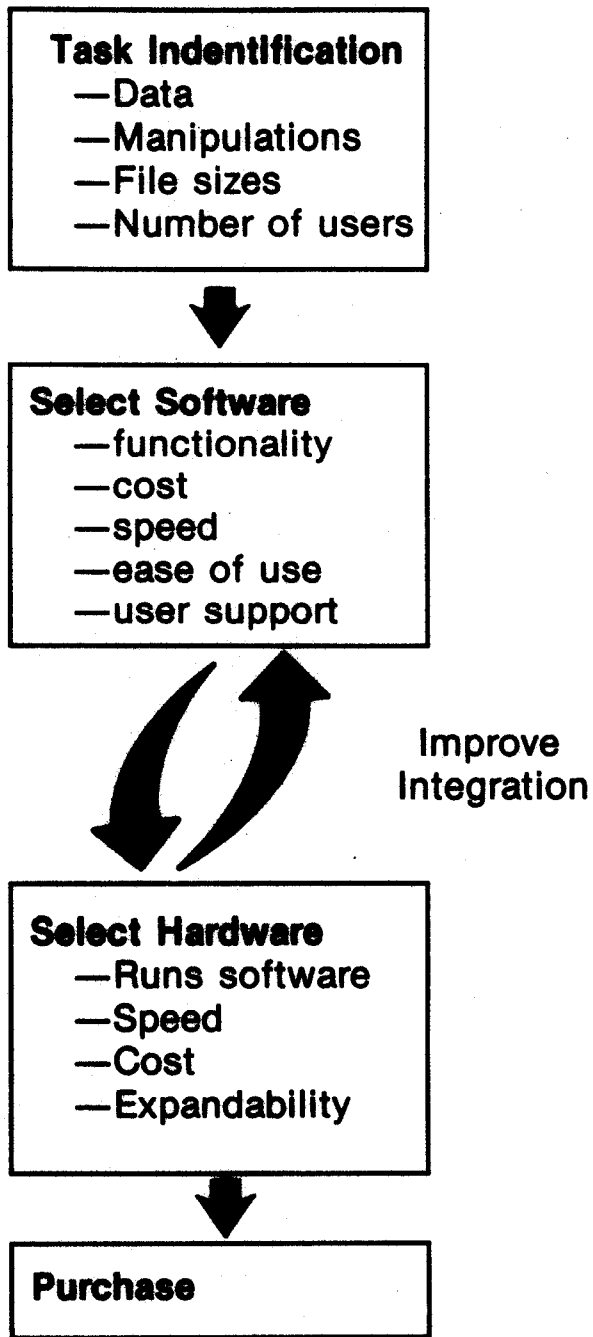 Task Indentification
—Data
—Manipulations
—File sizes
—Number of users
Select Software
—functionality
—cost
—speed
—ease of use
—user support
Improve
Integration
Select Hardware
—Runs software
—Speed
—Cost
—Expandability
Purchase